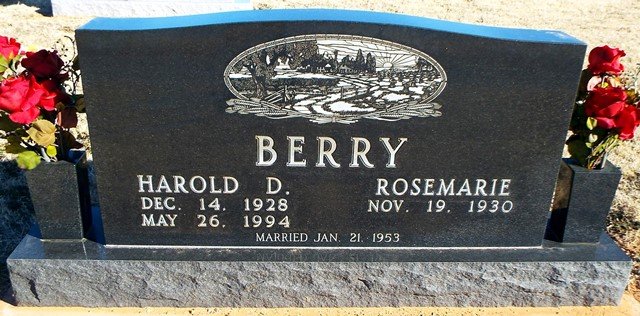 BERRY
HAROLD D. ROSEMARIE
DEC. 14, 1928 NOV. 19, 1930
MAY 26, 1994
MARRIED JAN. 21, 1953